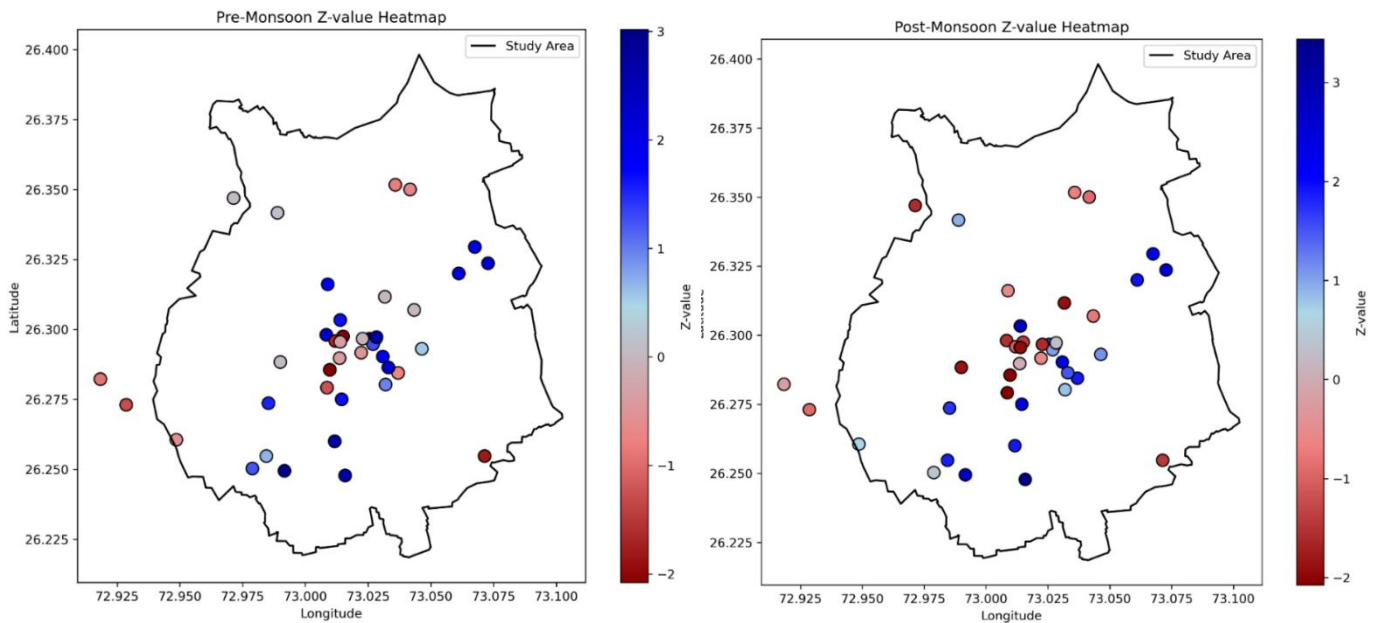 Pre-Monsoon Z-value Heatmap
Study Area
26.400
26.375
26.350
26.325
26.300
26.275
26.250
26.225
Latitude
72.925 72.950 72.975 73.000 73.025 73.050 73.075 73.100
Longitude
3
2
1
0
−1
−2
Z-value
Post-Monsoon Z-value Heatmap
Study Area
26.400
26.375
26.350
26.325
26.300
26.275
26.250
26.225
72.925 72.950 72.975 73.000 73.025 73.050 73.075 73.100
Longitude
3
2
1
0
−1
−2
Z-value